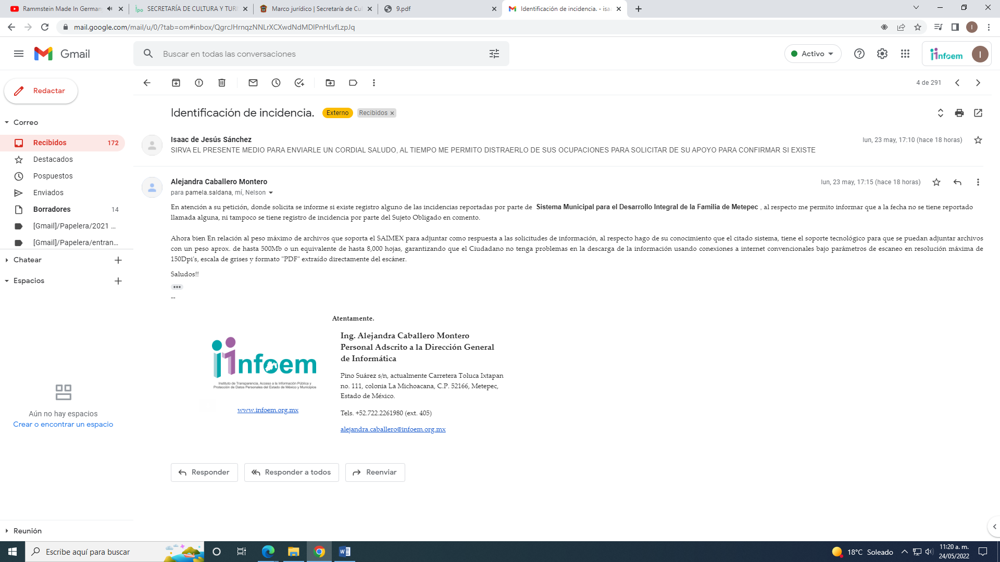 Rammstein Made In German
SECRETARÍA DE CULTURA Y TURI
Marco jurídico | Secretaría de Cul
9.pdf
Identificación de incidencia. - isaa
mail.google.com/mail/u/0/?tab=om#inbox/QgrcJHrnqzNNLrXCXwdNdMDlPnHLvfLzpJq
I
Gmail
Buscar en todas las conversaciones
Activo
infoem
I
Redactar
4 de 291
Identificación de incidencia.
Externo
Recibidos
Correo
Recibidos 172
Destacados
Pospuestos
Enviados
Borradores 14
[Gmail]/Papelera/2021 ...
[Gmail]/Papelera/entran...
Chatear
Espacios
Aún no hay espacios
Crear o encontrar un espacio
Reunión
Isaac de Jesús Sánchez
lun, 23 may, 17:10 (hace 18 horas)
SIRVA EL PRESENTE MEDIO PARA ENVIARLE UN CORDIAL SALUDO, AL TIEMPO ME PERMITO DISTRAERLO DE SUS OCUPACIONES PARA SOLICITAR DE SU APOYO PARA CONFIRMAR SI EXISTE
Alejandra Caballero Montero
lun, 23 may, 17:15 (hace 18 horas)
para pamela.saldana, mí, Nelson
En atención a su petición, donde solicita se informe si existe registro alguno de las incidencias reportadas por parte de Sistema Municipal para el Desarrollo Integral de la Familia de Metepec , al respecto me permito informar que a la fecha no se tiene reportado
llamada alguna, ni tampoco se tiene registro de incidencia por parte del Sujeto Obligado en comento.
Ahora bien En relación al peso máximo de archivos que soporta el SAIMEX para adjuntar como respuesta a las solicitudes de información, al respecto hago de su conocimiento que el citado sistema, tiene el soporte tecnológico para que se puedan adjuntar archivos
con un peso aprox. de hasta 500Mb o un equivalente de hasta 8,000 hojas, garantizando que el Ciudadano no tenga problemas en la descarga de la información usando conexiones a internet convencionales bajo parámetros de escaneo en resolución máxima de
150Dpi's, escala de grises y formato "PDF" extraído directamente del escáner.
Saludos!!
--
Atentamente.
infoem
Instituto de Transparencia, Acceso a la Información Pública y
Protección de Datos Personales del Estado de México y Municipios
www.infoem.org.mx
Ing. Alejandra Caballero Montero
Personal Adscrito a la Dirección General
de Informática
Pino Suárez s/n, actualmente Carretera Toluca Ixtapan
no. 111, colonia La Michoacana, C.P. 52166, Metepec,
Estado de México.
Tels. +52.722.2261980 (ext. 405)
alejandra.caballero@infoem.org.mx
Responder
Responder a todos
Reenviar
Escribe aquí para buscar
18°C Soleado
11:20 a. m.
24/05/2022